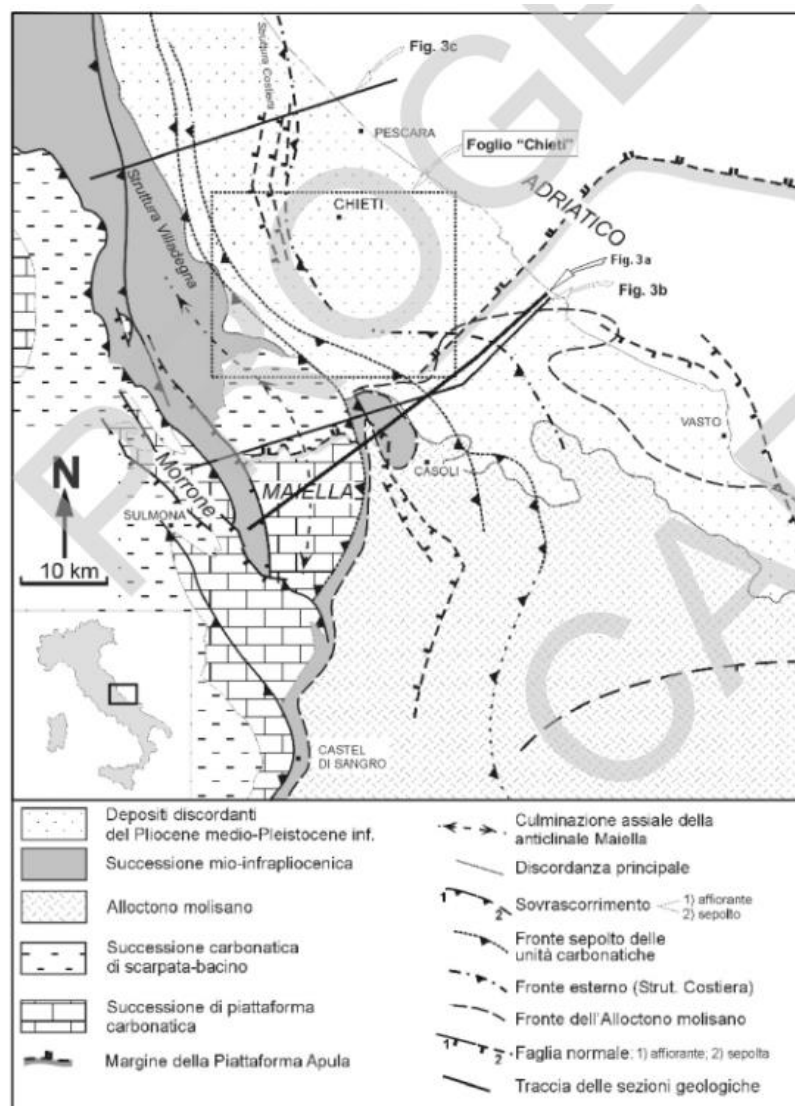 Fig. 3c
Struttura Costiera
PESCARA
Foglio "Chieti"
CHIETI
ADRIATICO
Struttura Villadegna
Fig. 3a
Fig. 3b
VASTO
CASOLI
Morrone
MAIELLA
N
SULMONA
10 km
CASTEL
DI SANGRO
Depositi discordanti
del Pliocene medio-Pleistocene inf.
Successione mio-infrapliocenica
Alloctono molisano
Successione carbonatica
di scarpata-bacino
Successione di piattaforma
carbonatica
Margine della Piattaforma Apula
Culminazione assiale della
anticlinale Maiella
Discordanza principale
1 2 Sovrascorrimento 1) affiorante
2) sepolto
Fronte sepolto delle
unità carbonatiche
Fronte esterno (Strut. Costiera)
Fronte dell'Alloctono molisano
1 2 Faglia normale: 1) affiorante; 2) sepolta
Traccia delle sezioni geologiche